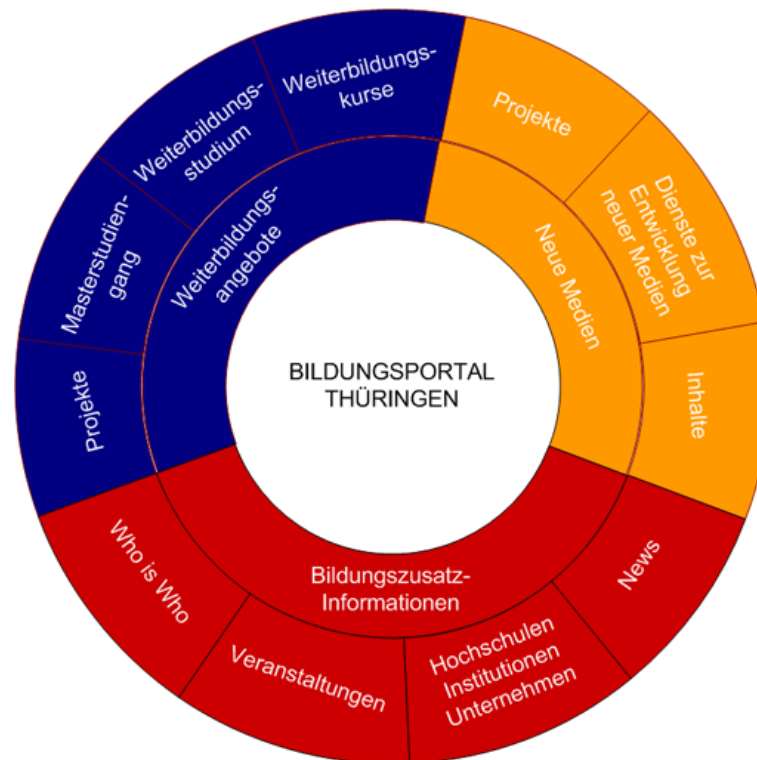 Weiterbildungs-
kurse
Projekte
Weiterbildungs-
studium
Dienste zur
Entwicklung
neuer Medien
Masterstudien-
gang
Weiterbildungs-
angebote
Neue Medien
BILDUNGSPORTAL
THÜRINGEN
Projekte
Inhalte
Who is Who
Bildungszusatz-
Informationen
News
Veranstaltungen
Hochschulen
Institutionen
Unternehmen